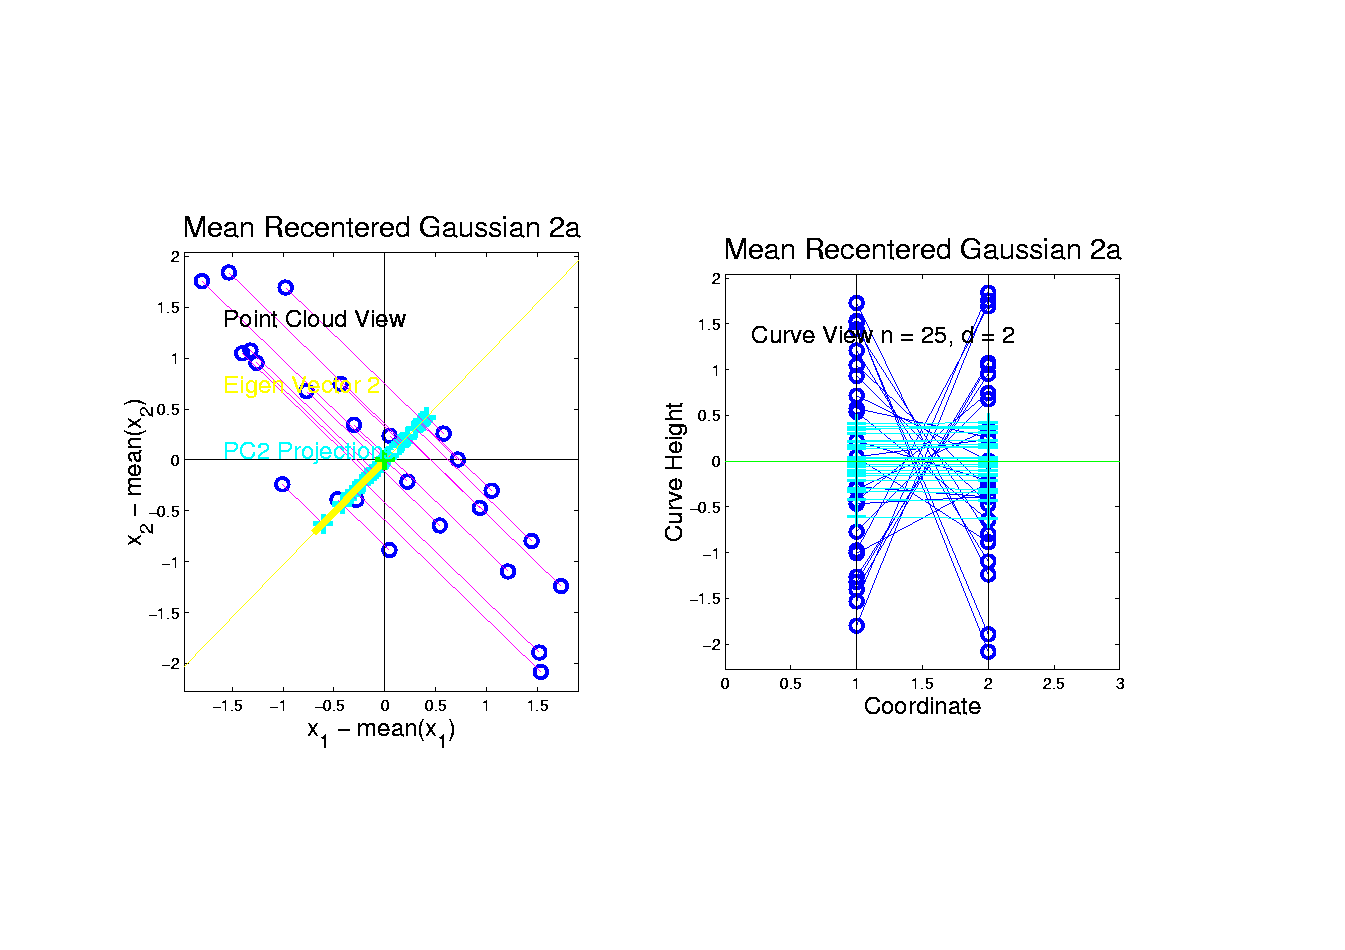 Mean Recentered Gaussian 2a
2
1.5
1
0.5
0
−0.5
−1
−1.5
−2
x2 − mean(x2)
Point Cloud View
EIgen Vector 2
PC2 Projection
−1.5 −1 −0.5 0 0.5 1 1.5
x1 − mean(x1)
Mean Recentered Gaussian 2a
2
1.5
1
0.5
0
−0.5
−1
−1.5
−2
Curve Height
Curve View n = 25, d = 2
0 0.5 1 1.5 2 2.5 3
Coordinate